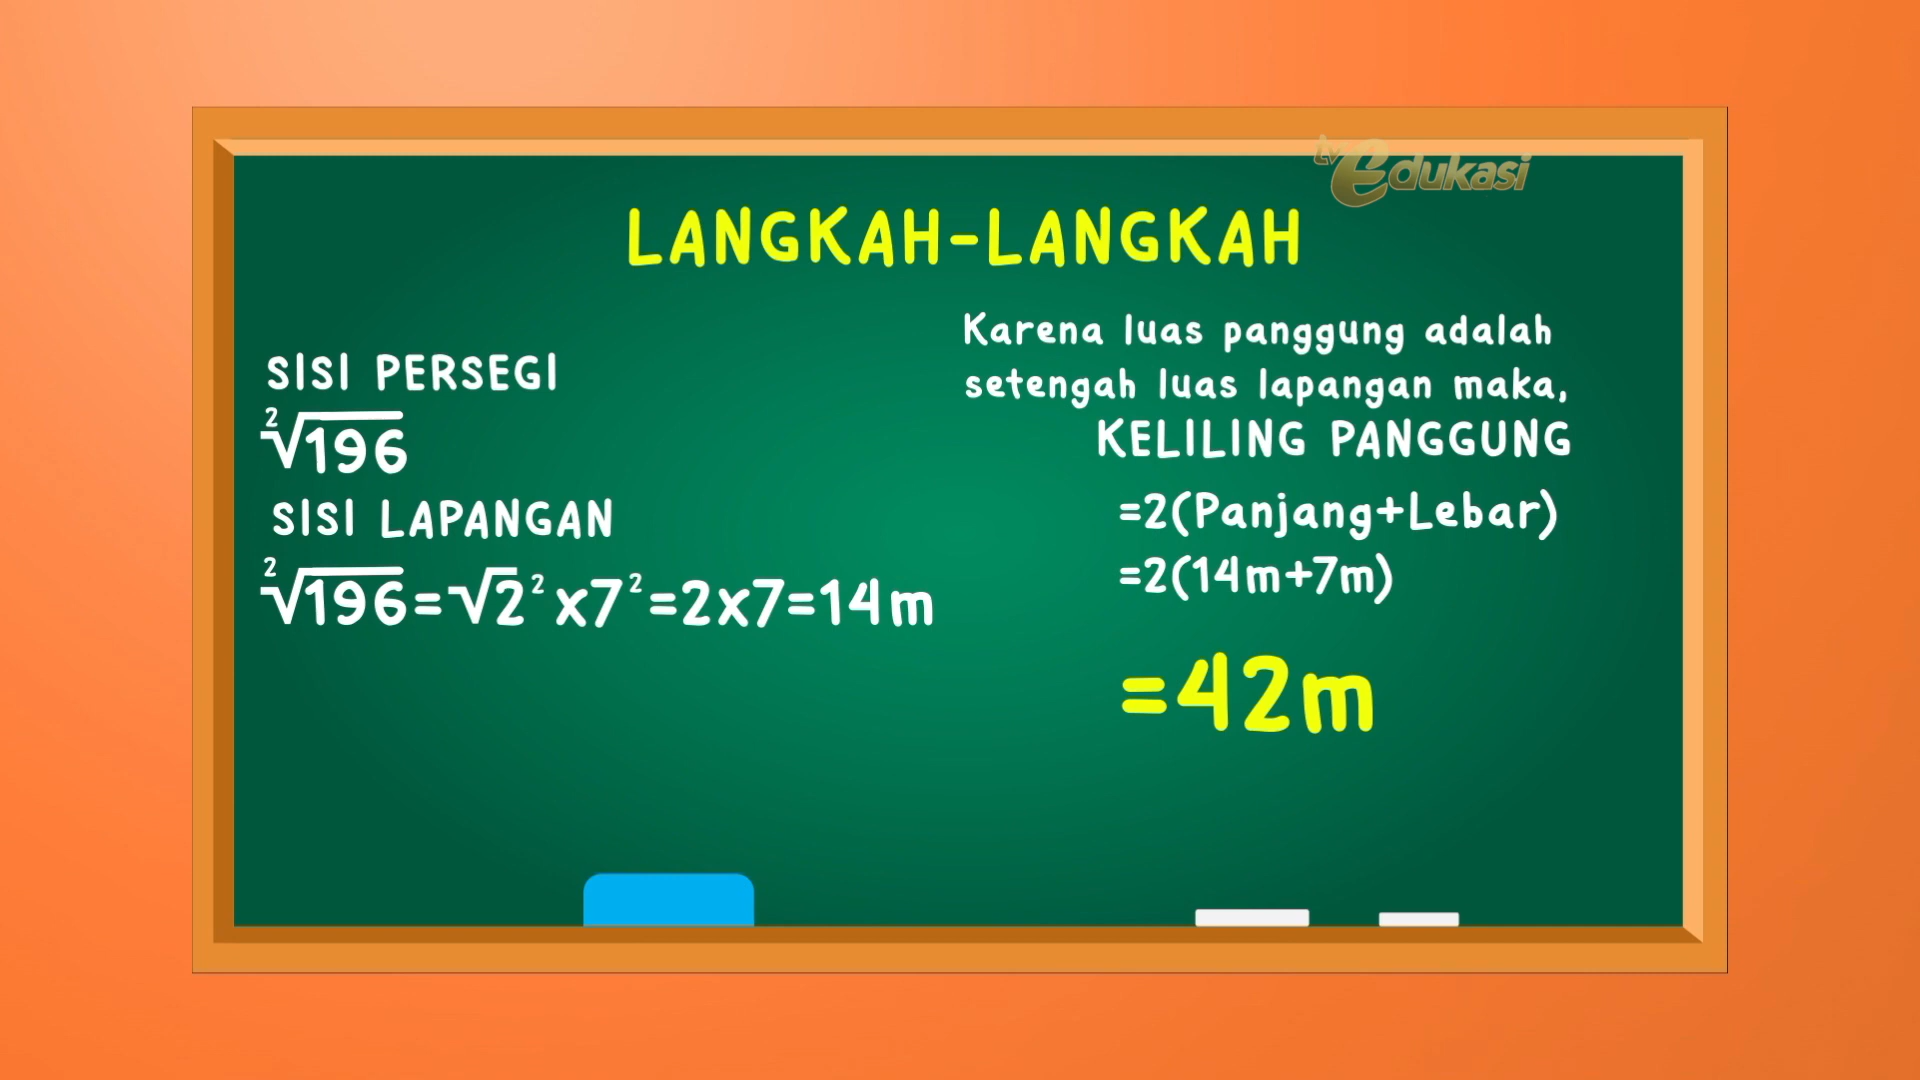 tv edukasi
LANGKAH-LANGKAH
SISI PERSEGI
²√196
SISI LAPANGAN
²√196=√2²x7²=2x7=14m
Karena luas panggung adalah
setengah luas lapangan maka,
KELILING PANGGUNG
=2(Panjang+Lebar)
=2(14m+7m)
=42m